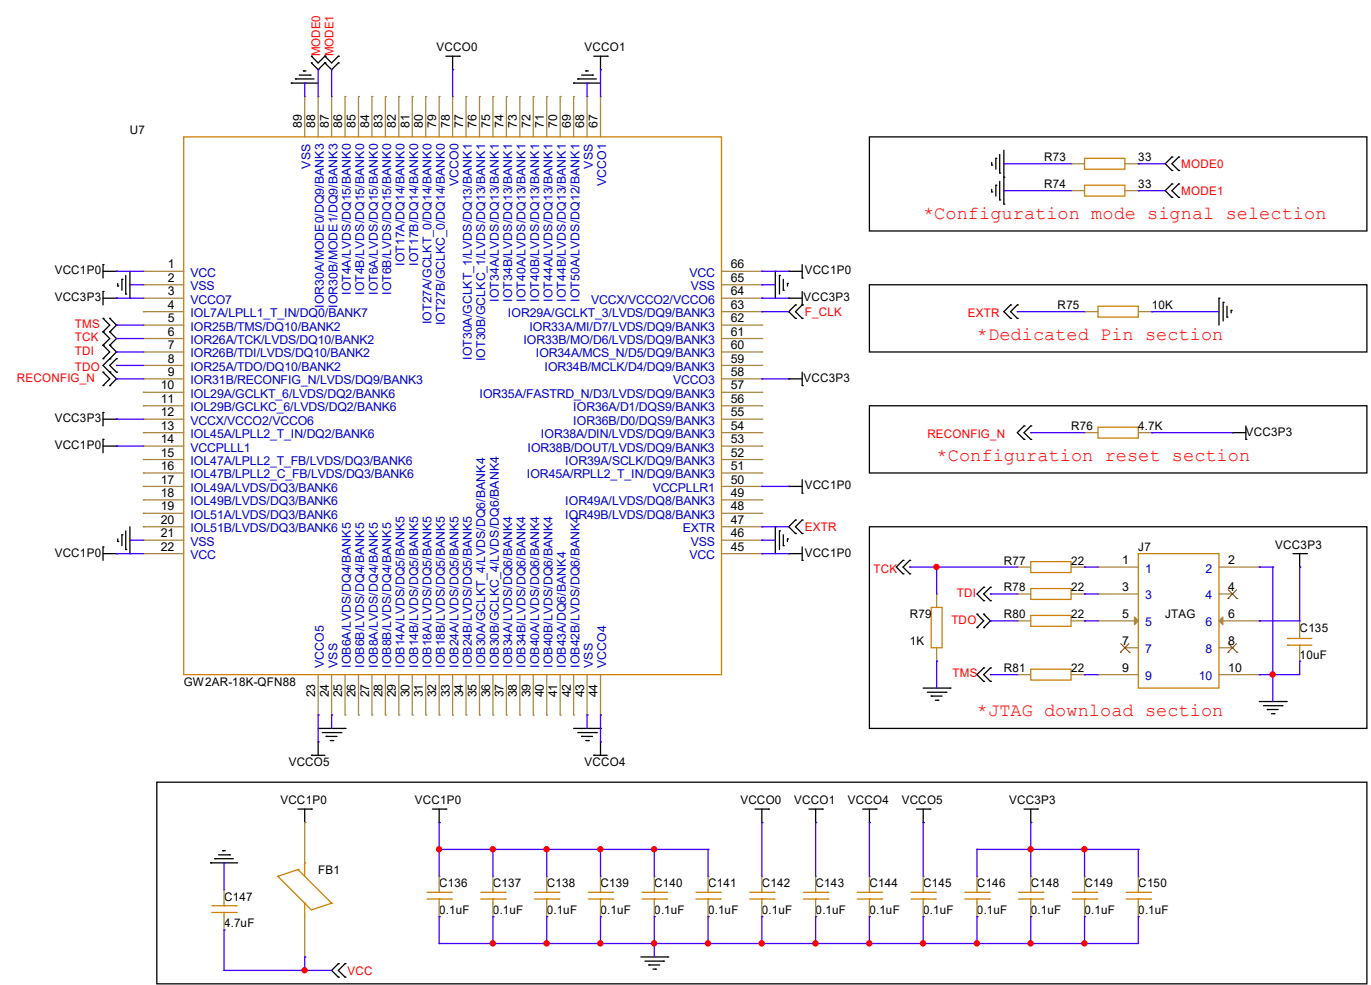 MODE0
MODE1
VCCO0
VCCO1
U7
89
88
87
86
85
84
83
82
81
80
79
78
77
76
75
74
73
72
71
70
69
68
67
VSS
IOR30A/MODE0/DQ9/BANK3
IOR30B/MODE1/DQ9/BANK3
IOT4A/LVDS/DQ15/BANK0
IOT4B/LVDS/DQ15/BANK0
IOT6A/LVDS/DQ15/BANK0
IOT6B/LVDS/DQ15/BANK0
IOT17A/DQ14/BANK0
IOT17B/DQ14/BANK0
IOT27A/GCLKT_0/DQ14/BANK0
IOT27B/GCLKC_0/DQ14/BANK0
VCCO0
IOT30A/GCLKT_1/LVDS/DQ13/BANK1
IOT30B/GCLKC_1/LVDS/DQ13/BANK1
IOT34A/LVDS/DQ13/BANK1
IOT34B/LVDS/DQ13/BANK1
IOT40A/LVDS/DQ13/BANK1
IOT40B/LVDS/DQ13/BANK1
IOT44A/LVDS/DQ13/BANK1
IOT44B/LVDS/DQ13/BANK1
IOT50A/LVDS/DQ12/BANK1
VSS
VCCO1
VCC1P0 1 VCC
2 VSS
VCC3P3 3 VCCO7
4 IOL7A/LPLL1_T_IN/DQ0/BANK7
TMS 5 IOR25B/TMS/DQ10/BANK2
TCK 6 IOR26A/TCK/LVDS/DQ10/BANK2
TDI 7 IOR26B/TDI/LVDS/DQ10/BANK2
TDO 8 IOR25A/TDO/DQ10/BANK2
RECONFIG_N 9 IOR31B/RECONFIG_N/LVDS/DQ9/BANK3
10 IOL29A/GCLKT_6/LVDS/DQ2/BANK6
11 IOL29B/GCLKC_6/LVDS/DQ2/BANK6
VCC3P3 12 VCCX/VCCO2/VCCO6
13 IOL45A/LPLL2_T_IN/DQ2/BANK6
VCC1P0 14 VCCPLLL1
15 IOL47A/LPLL2_T_FB/LVDS/DQ3/BANK6
16 IOL47B/LPLL2_C_FB/LVDS/DQ3/BANK6
17 IOL49A/LVDS/DQ3/BANK6
18 IOL49B/LVDS/DQ3/BANK6
19 IOL51A/LVDS/DQ3/BANK6
20 IOL51B/LVDS/DQ3/BANK6
21 VSS
VCC1P0 22 VCC
VCC 66 VCC1P0
VSS 65
VCCX/VCCO2/VCCO6 64 VCC3P3
IOR29A/GCLKT_3/LVDS/DQ9/BANK3 63 F_CLK
IOR33A/MI/D7/LVDS/DQ9/BANK3 62
IOR33B/MO/D6/LVDS/DQ9/BANK3 61
IOR34A/MCS_N/D5/DQ9/BANK3 60
IOR34B/MCLK/D4/DQ9/BANK3 59
VCCO3 58 VCC3P3
IOR35A/FASTRD_N/D3/LVDS/DQ9/BANK3 57
IOR36A/D1/DQS9/BANK3 56
IOR36B/D0/DQS9/BANK3 55
IOR38A/DIN/LVDS/DQ9/BANK3 54
IOR38B/DOUT/LVDS/DQ9/BANK3 53
IOR39A/SCLK/DQ9/BANK3 52
IOR45A/RPLL2_T_IN/DQ9/BANK3 51
VCCPLLR1 50 VCC1P0
IOR49A/LVDS/DQ8/BANK3 49
IOR49B/LVDS/DQ8/BANK3 48
EXTR 47 EXTR
VSS 46
VCC 45 VCC1P0
VCCO5
VSS
IOB6A/LVDS/DQ4/BANK5
IOB6B/LVDS/DQ4/BANK5
IOB8A/LVDS/DQ4/BANK5
IOB8B/LVDS/DQ4/BANK5
IOB14A/LVDS/DQ5/BANK5
IOB14B/LVDS/DQ5/BANK5
IOB18A/LVDS/DQ5/BANK5
IOB18B/LVDS/DQ5/BANK5
IOB24A/LVDS/DQ5/BANK5
IOB24B/LVDS/DQ5/BANK5
IOB30A/GCLKT_4/LVDS/DQ6/BANK4
IOB30B/GCLKC_4/LVDS/DQ6/BANK4
IOB34A/LVDS/DQ6/BANK4
IOB34B/LVDS/DQ6/BANK4
IOB40A/LVDS/DQ6/BANK4
IOB40B/LVDS/DQ6/BANK4
IOB43A/DQ6/BANK4
IOB42B/LVDS/DQ6/BANK4
VSS
VCCO4
GW2AR-18K-QFN88
23
24
25
26
27
28
29
30
31
32
33
34
35
36
37
38
39
40
41
42
43
44
VCCO5
VCCO4
R73 33 MODE0
R74 33 MODE1
*Configuration mode signal selection
EXTR R75 10K
*Dedicated Pin section
RECONFIG_N R76 4.7K VCC3P3
*Configuration reset section
J7
VCC3P3
TCK R77 22 1 1 2 2
TDI R78 22 3 3 4 4
R79
1K
TDO R80 22 5 5 JTAG 6 6
C135
10uF
7 7 8 8
TMS R81 22 9 9 10 10
*JTAG download section
VCC1P0
VCC1P0
VCCO0
VCCO1
VCCO4
VCCO5
VCC3P3
FB1
C147
4.7uF
VCC
C136
0.1uF
C137
0.1uF
C138
0.1uF
C139
0.1uF
C140
0.1uF
C141
0.1uF
C142
0.1uF
C143
0.1uF
C144
0.1uF
C145
0.1uF
C146
0.1uF
C148
0.1uF
C149
0.1uF
C150
0.1uF